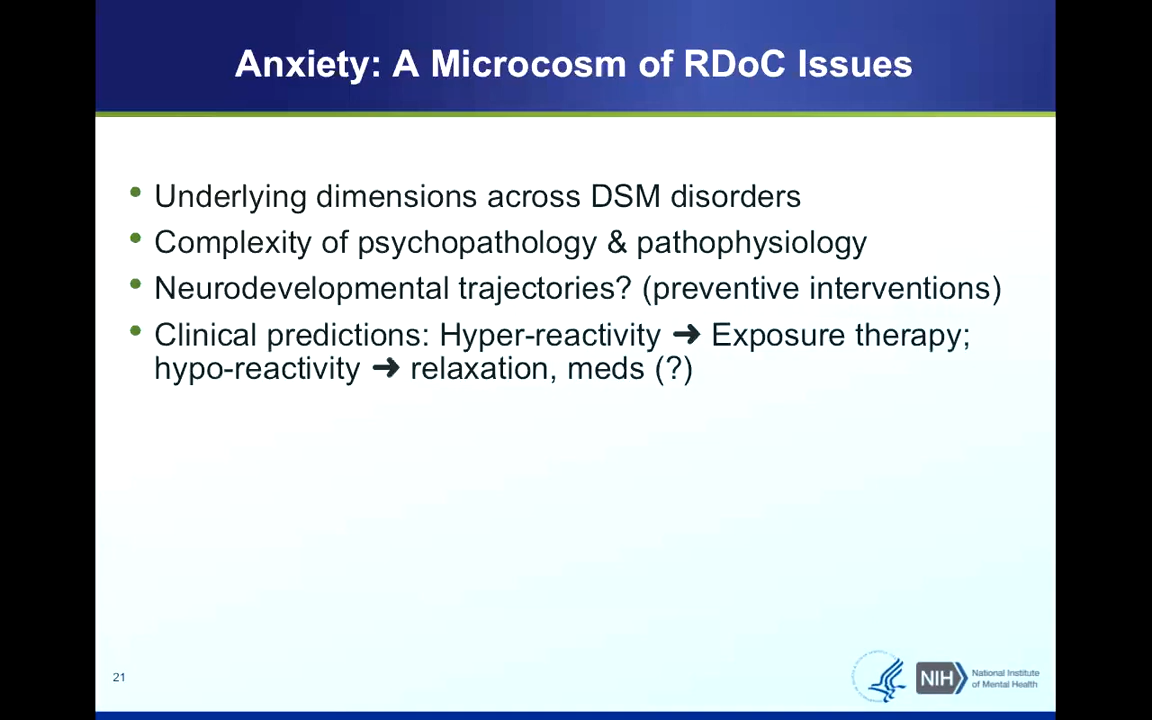 Anxiety: A Microcosm of RDoC Issues
• Underlying dimensions across DSM disorders
• Complexity of psychopathology & pathophysiology
• Neurodevelopmental trajectories? (preventive interventions)
• Clinical predictions: Hyper-reactivity ➜ Exposure therapy;
hypo-reactivity ➜ relaxation, meds (?)
21
NIH
National Institute
of Mental Health